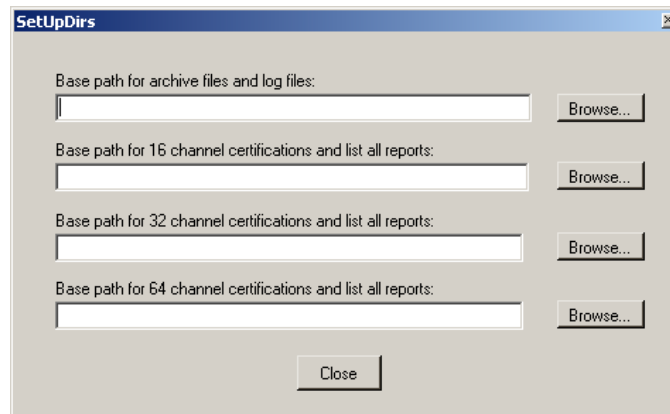 SetUpDirs
Base path for archive files and log files:
Browse...
Base path for 16 channel certifications and list all reports:
Browse...
Base path for 32 channel certifications and list all reports:
Browse...
Base path for 64 channel certifications and list all reports:
Browse...
Close